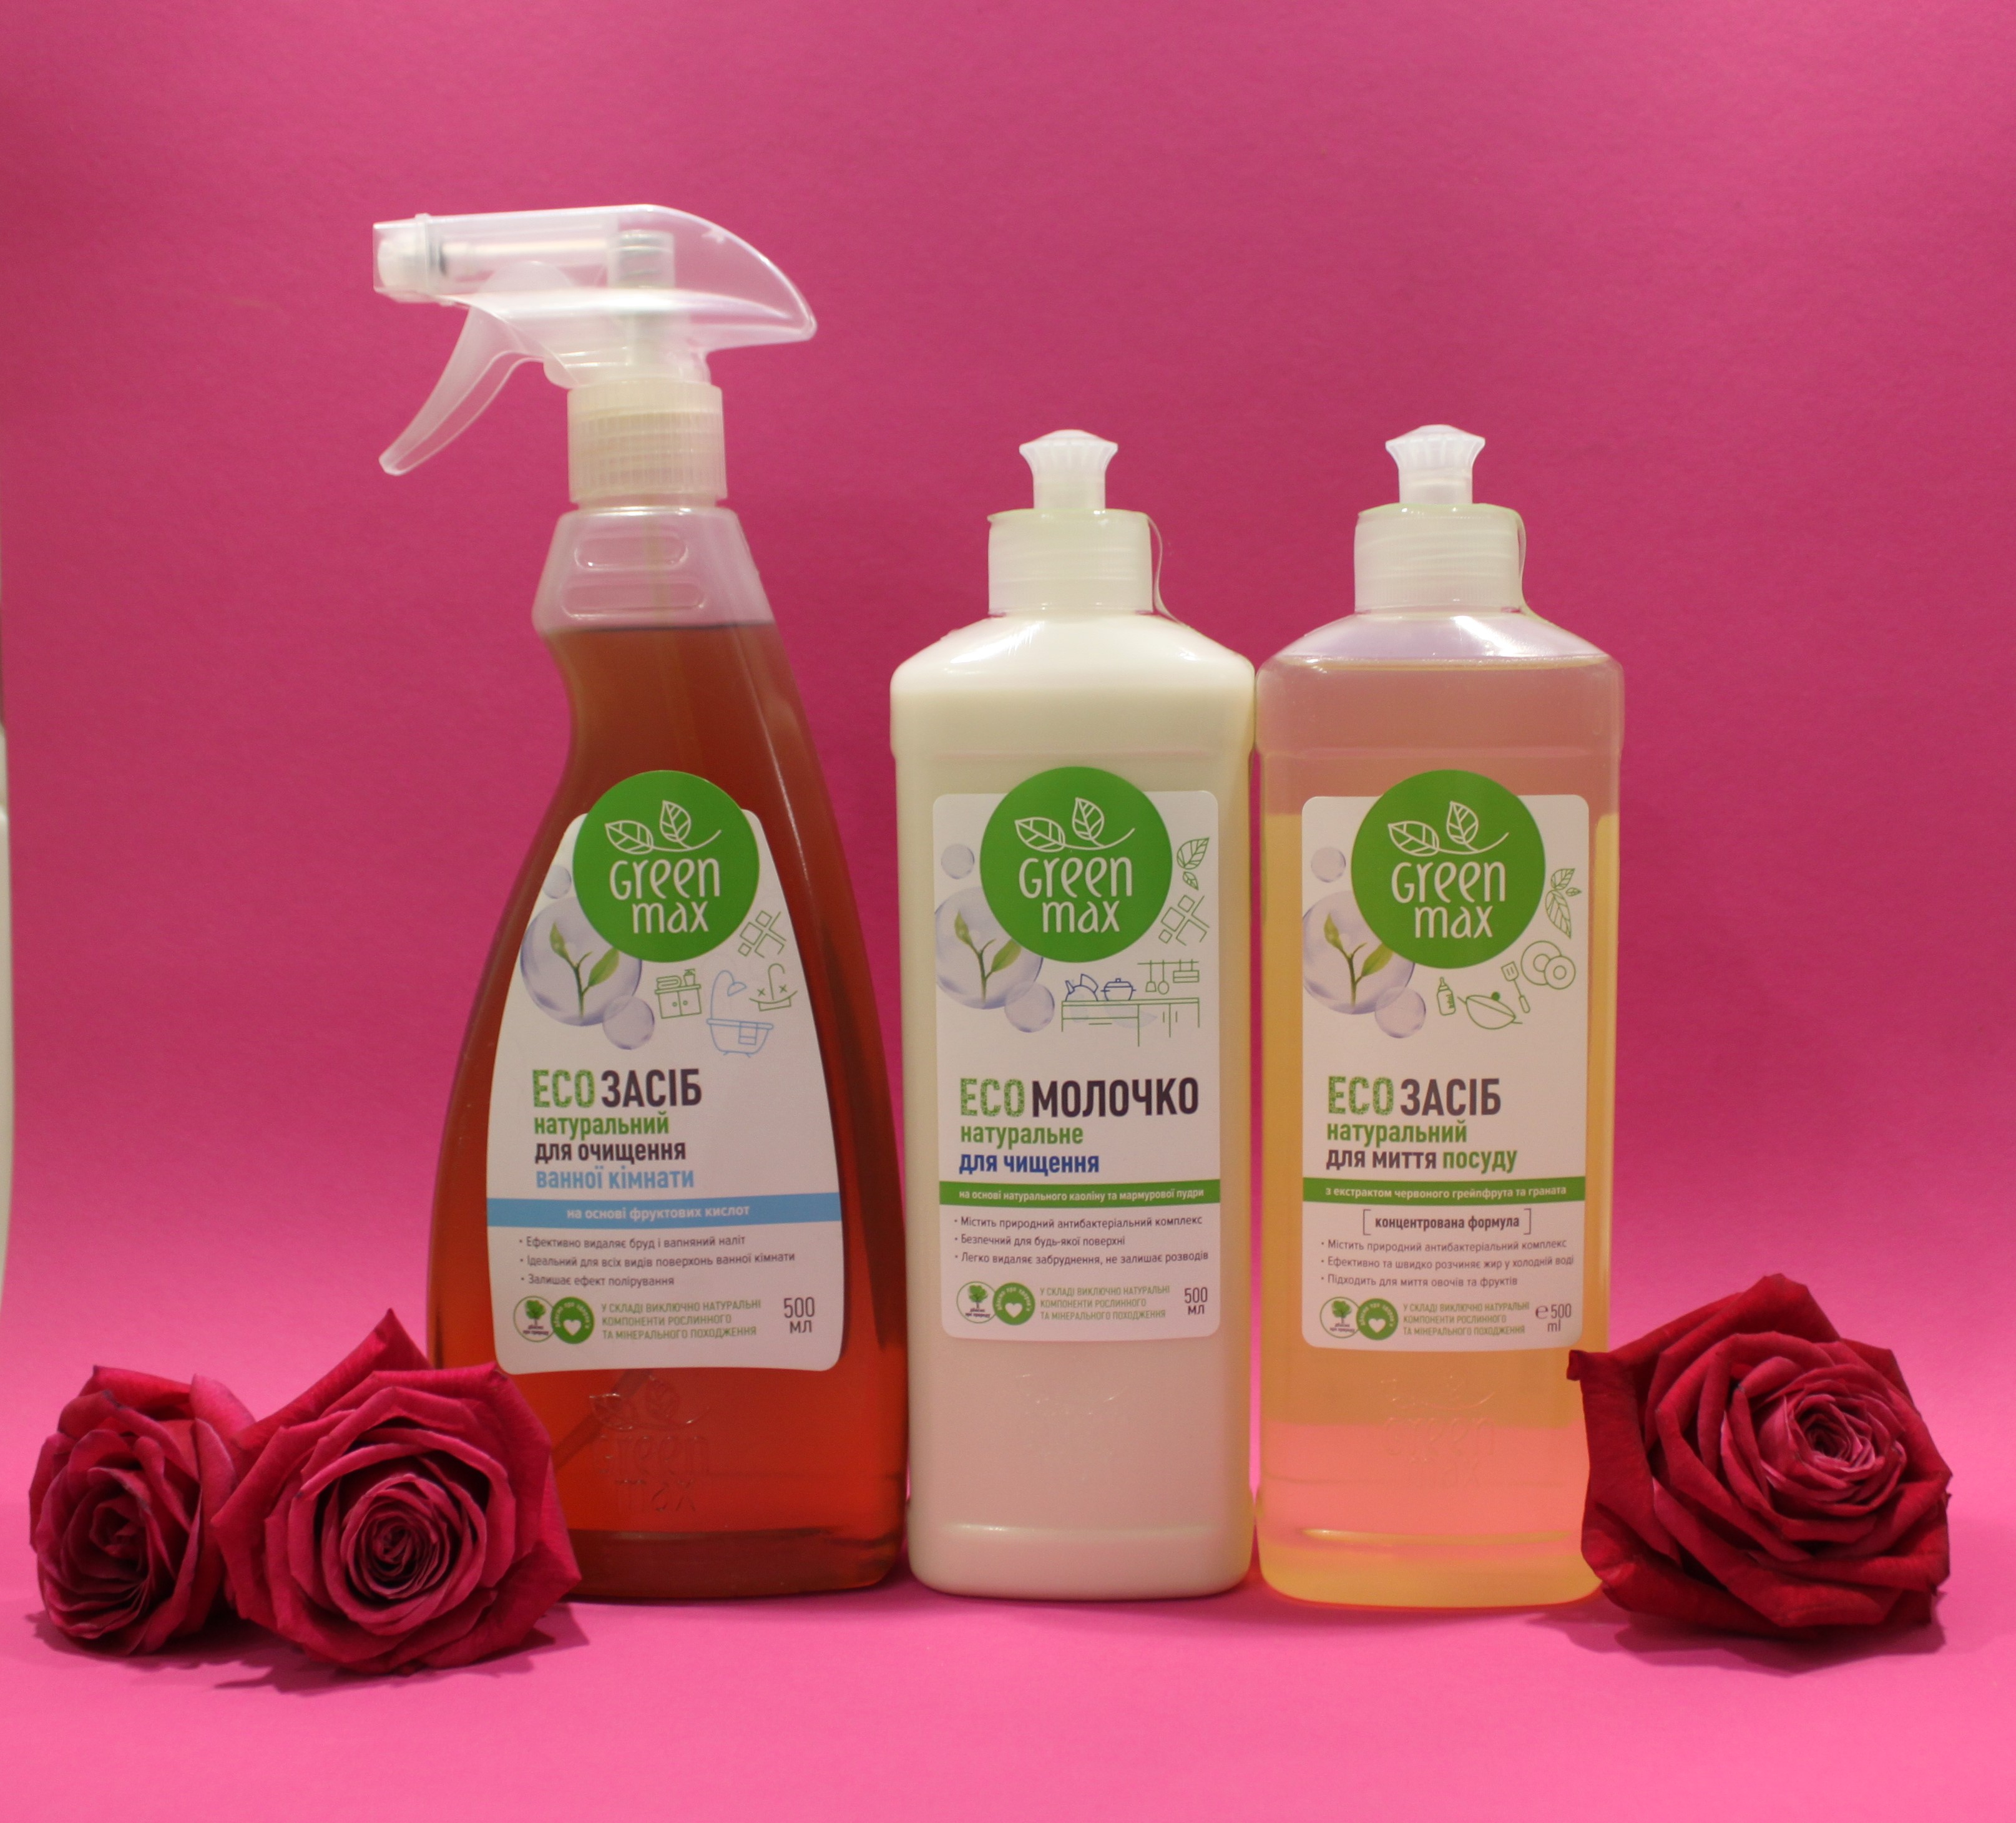 Green
max
ECO ЗАСІБ
натуральний
для очищення
ванної кімнати
на основі фруктових кислот
• Ефективно видаляє бруд і вапняний наліт
• Ідеальний для всіх видів поверхонь ванної кімнати
• Залишає ефект полірування
У СКЛАДІ ВИКЛЮЧНО НАТУРАЛЬНІ
КОМПОНЕНТИ РОСЛИННОГО
ТА МІНЕРАЛЬНОГО ПОХОДЖЕННЯ
500
МЛ
Green
max
ECO МОЛОЧКО
натуральне
для чищення
на основі натурального каоліну та мармурової пудри
• Містить природний антибактеріальний комплекс
• Безпечний для будь-якої поверхні
• Легко видаляє забруднення, не залишає розводів
У СКЛАДІ ВИКЛЮЧНО НАТУРАЛЬНІ
КОМПОНЕНТИ РОСЛИННОГО
ТА МІНЕРАЛЬНОГО ПОХОДЖЕННЯ
500
МЛ
Green
max
ECO ЗАСІБ
натуральний
для миття посуду
з екстрактом червоного грейпфрута та граната
[концентрована формула]
• Містить природний антибактеріальний комплекс
• Ефективно та швидко розчиняє жир у холодній воді
• Підходить для миття овочів та фруктів
У СКЛАДІ ВИКЛЮЧНО НАТУРАЛЬНІ
КОМПОНЕНТИ РОСЛИННОГО
ТА МІНЕРАЛЬНОГО ПОХОДЖЕННЯ
℮ 500
ml